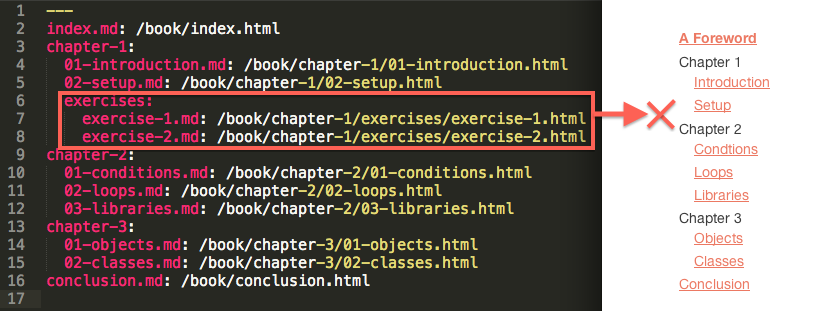 1 ---
2 index.md: /book/index.html
3 chapter-1:
4 01-introduction.md: /book/chapter-1/01-introduction.html
5 02-setup.md: /book/chapter-1/02-setup.html
6 exercises:
7 exercise-1.md: /book/chapter-1/exercises/exercise-1.html
8 exercise-2.md: /book/chapter-1/exercises/exercise-2.html
9 chapter-2:
10 01-conditions.md: /book/chapter-2/01-conditions.html
11 02-loops.md: /book/chapter-2/02-loops.html
12 03-libraries.md: /book/chapter-2/03-libraries.html
13 chapter-3:
14 01-objects.md: /book/chapter-3/01-objects.html
15 02-classes.md: /book/chapter-3/02-classes.html
16 conclusion.md: /book/conclusion.html
17
A Foreword
Chapter 1
Introduction
Setup
Chapter 2
Condtions
Loops
Libraries
Chapter 3
Objects
Classes
Conclusion